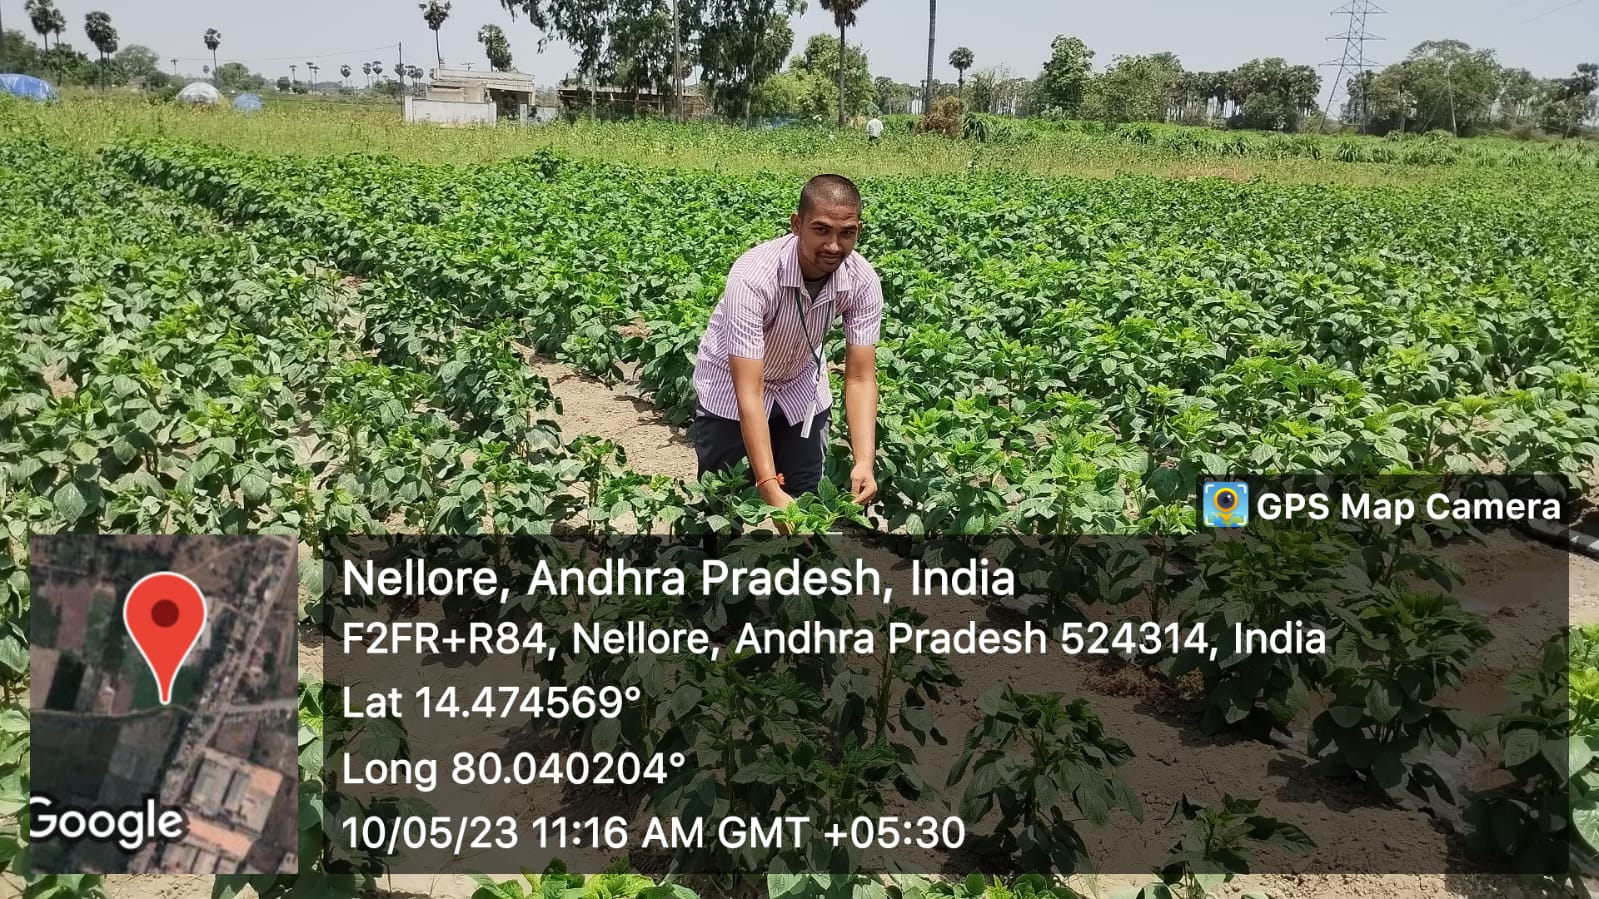 GPS Map Camera
Nellore, Andhra Pradesh, India
F2FR+R84, Nellore, Andhra Pradesh 524314, India
Lat 14.474569°
Long 80.040204°
10/05/23 11:16 AM GMT +05:30
Google